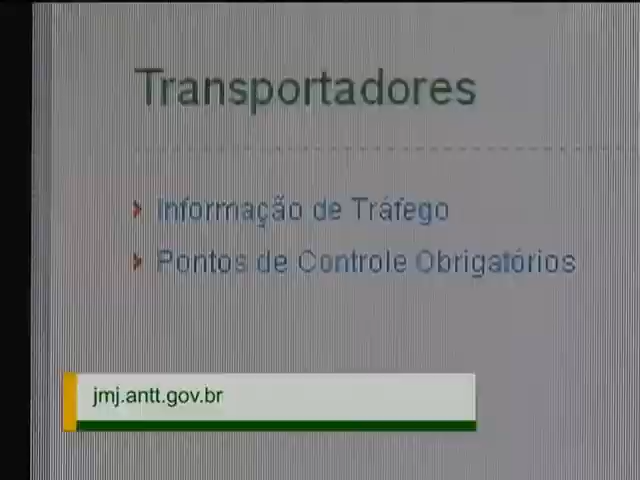 Transportadores
Informação de Tráfego
Pontos de Controle Obrigatórios
jmj.antt.gov.br